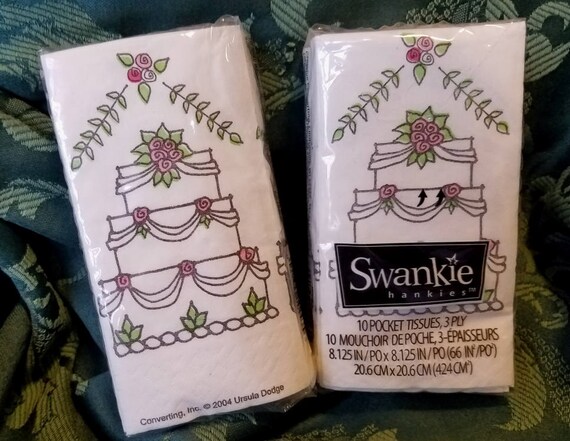 Converting, Inc. © 2004 Ursula Dodge
Swankie
hankies™
10 POCKET TISSUES, 3 PLY
10 MOUCHOIR DE POCHE, 3-ÉPAISSEURS
8.125 IN/PO x 8.125 IN/PO (66 IN²/PO²)
20.6 CM x 20.6 CM (424 CM²)